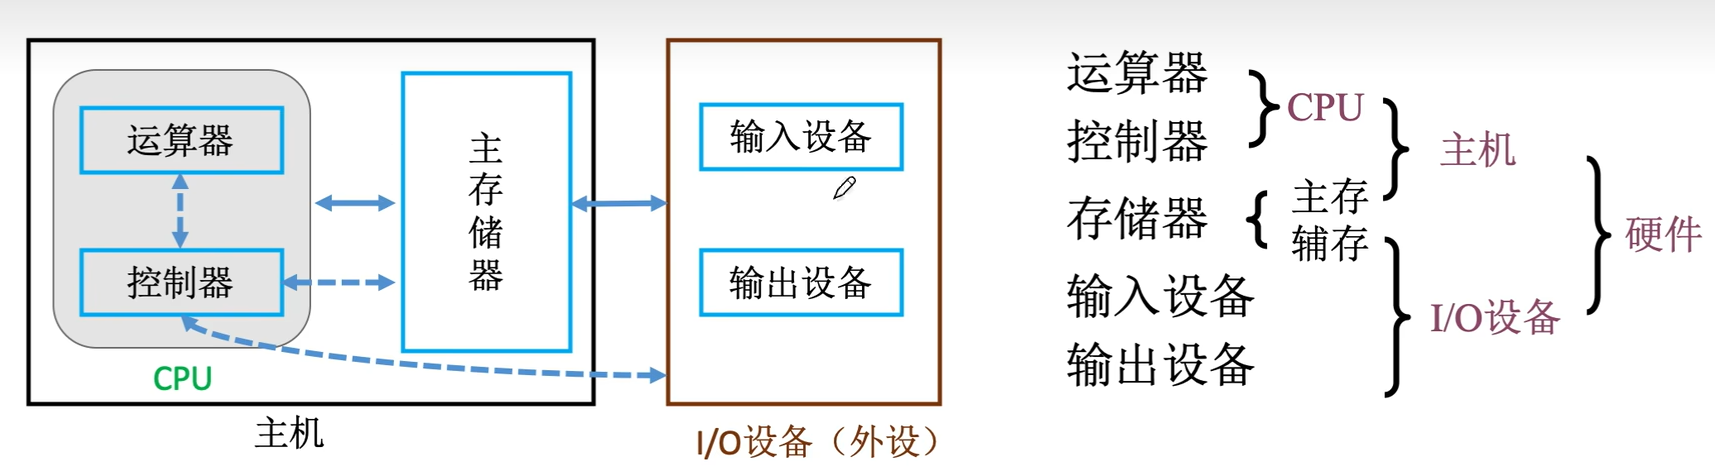 运算器
控制器
CPU
主存储器
主机
输入设备
输出设备
I/O设备（外设）
运算器
控制器
CPU
存储器
主存
辅存
主机
输入设备
输出设备
I/O设备
硬件